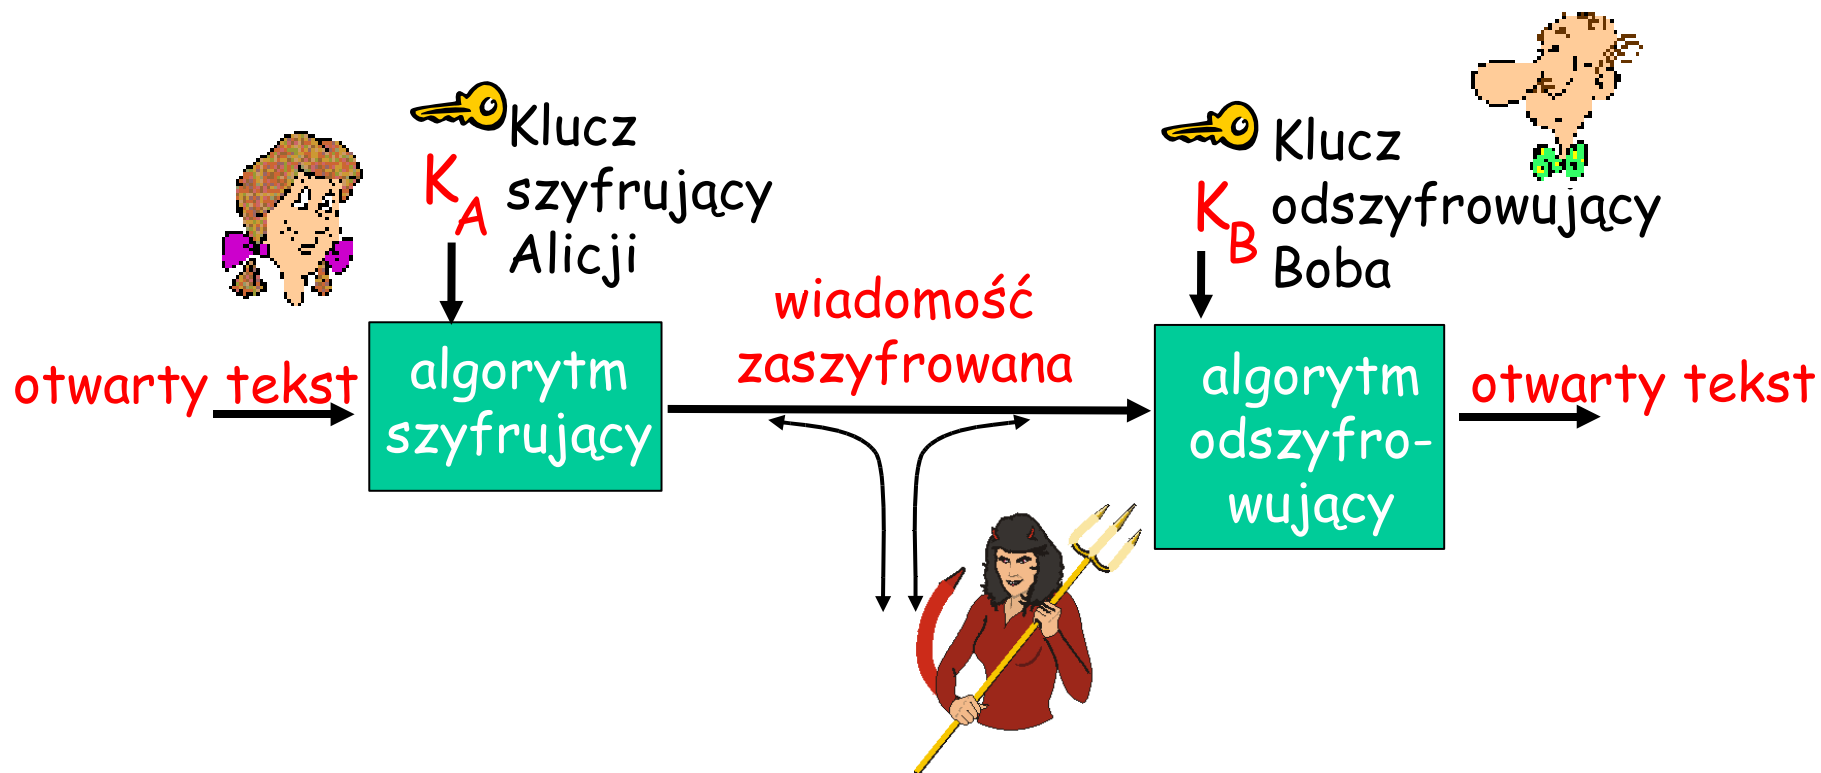 Klucz
szyfrujący
Alicji
K
A
Klucz
odszyfrowujący
Boba
K
B
wiadomość
zaszyfrowana
otwarty tekst
algorytm
szyfrujący
algorytm
odszyfro-
wujący
otwarty tekst